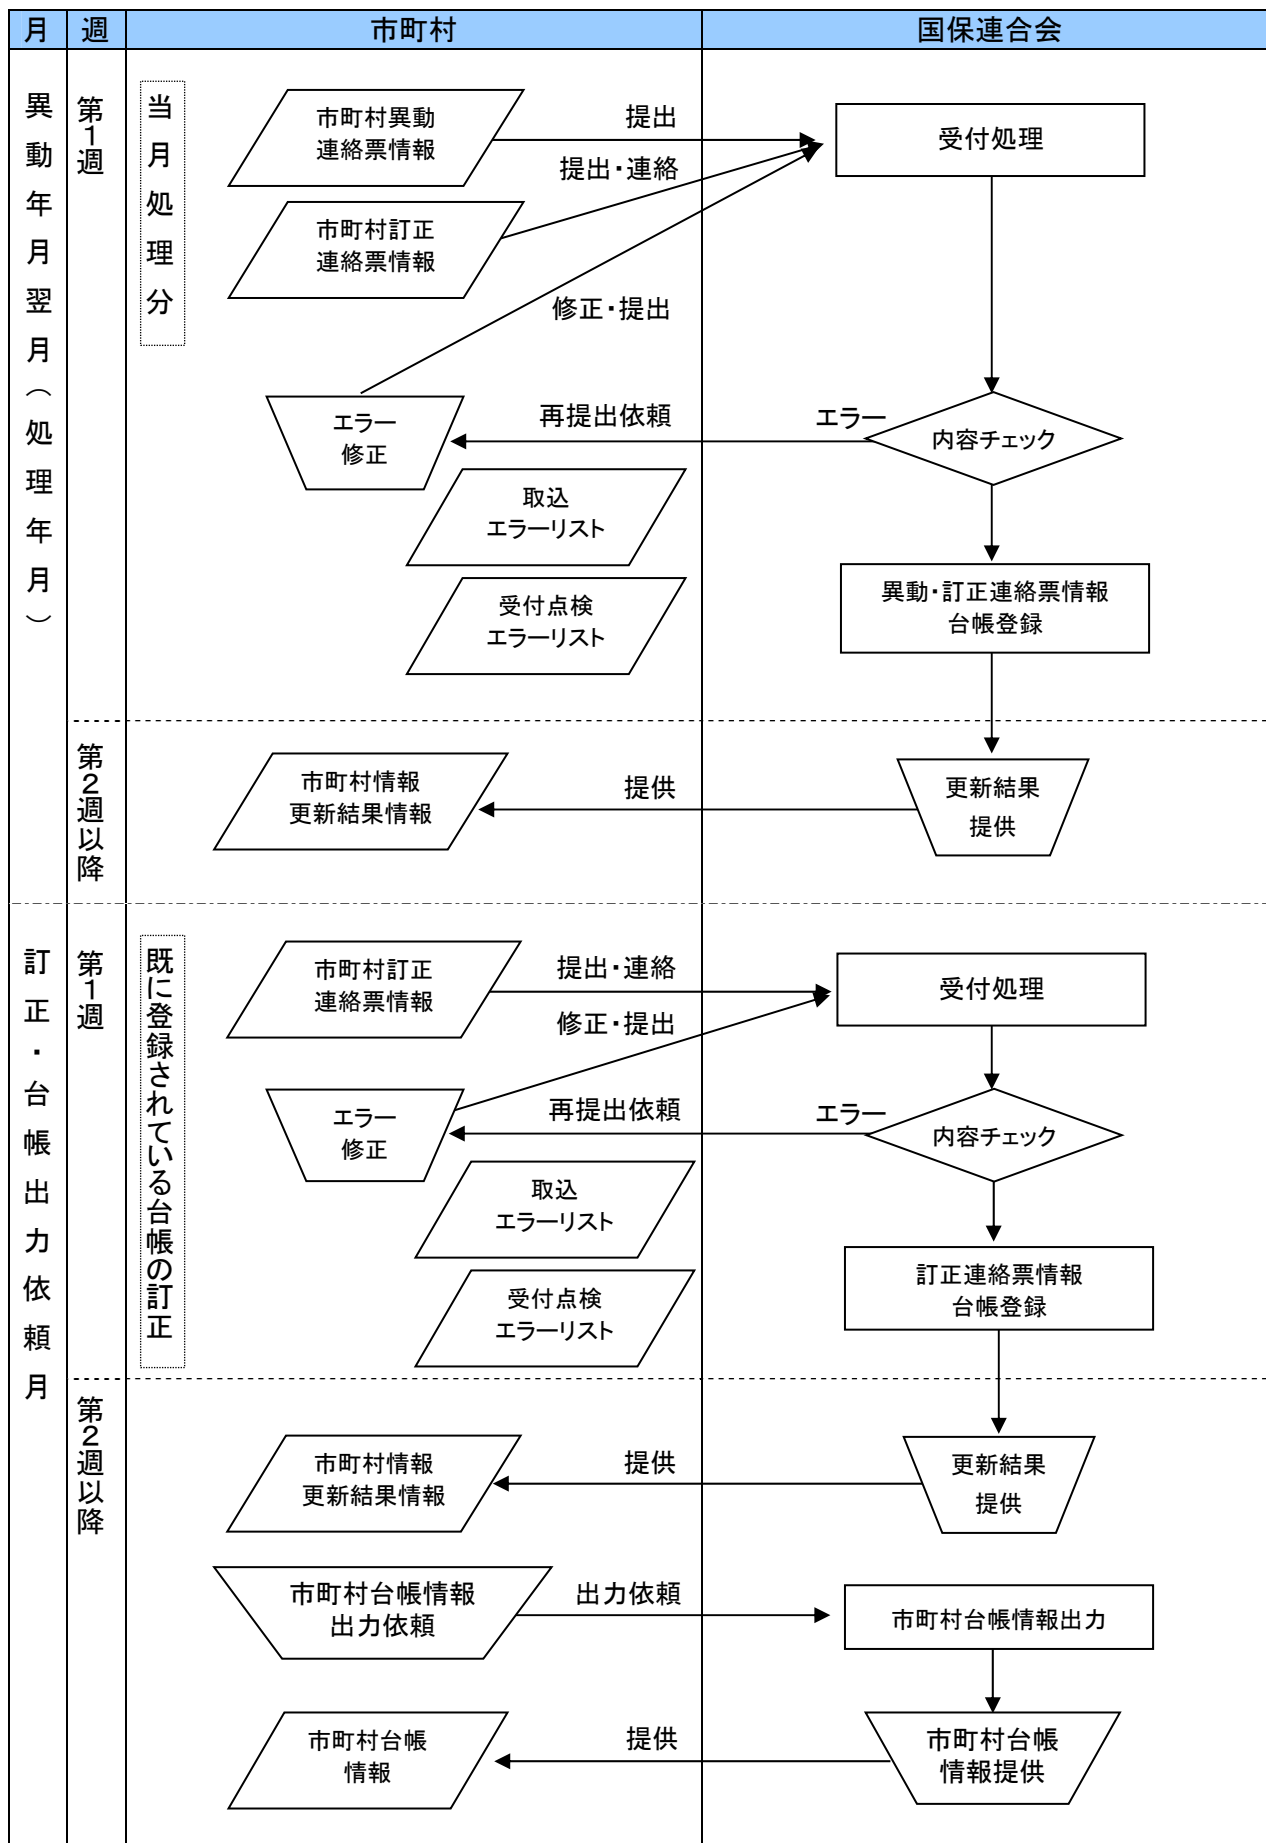 月
週
市町村
国保連合会
異動年月翌月（処理年月）
第1週
当月処理分
市町村異動
連絡票情報
提出
受付処理
提出・連絡
市町村訂正
連絡票情報
修正・提出
エラー
修正
再提出依頼
エラー
内容チェック
取込
エラーリスト
受付点検
エラーリスト
異動・訂正連絡票情報
台帳登録
第2週以降
市町村情報
更新結果情報
提供
更新結果
提供
訂正・台帳出力依頼月
第1週
既に登録されている台帳の訂正
市町村訂正
連絡票情報
提出・連絡
受付処理
修正・提出
エラー
修正
再提出依頼
エラー
内容チェック
取込
エラーリスト
受付点検
エラーリスト
訂正連絡票情報
台帳登録
第2週以降
市町村情報
更新結果情報
提供
更新結果
提供
市町村台帳情報
出力依頼
出力依頼
市町村台帳情報出力
市町村台帳
情報
提供
市町村台帳
情報提供